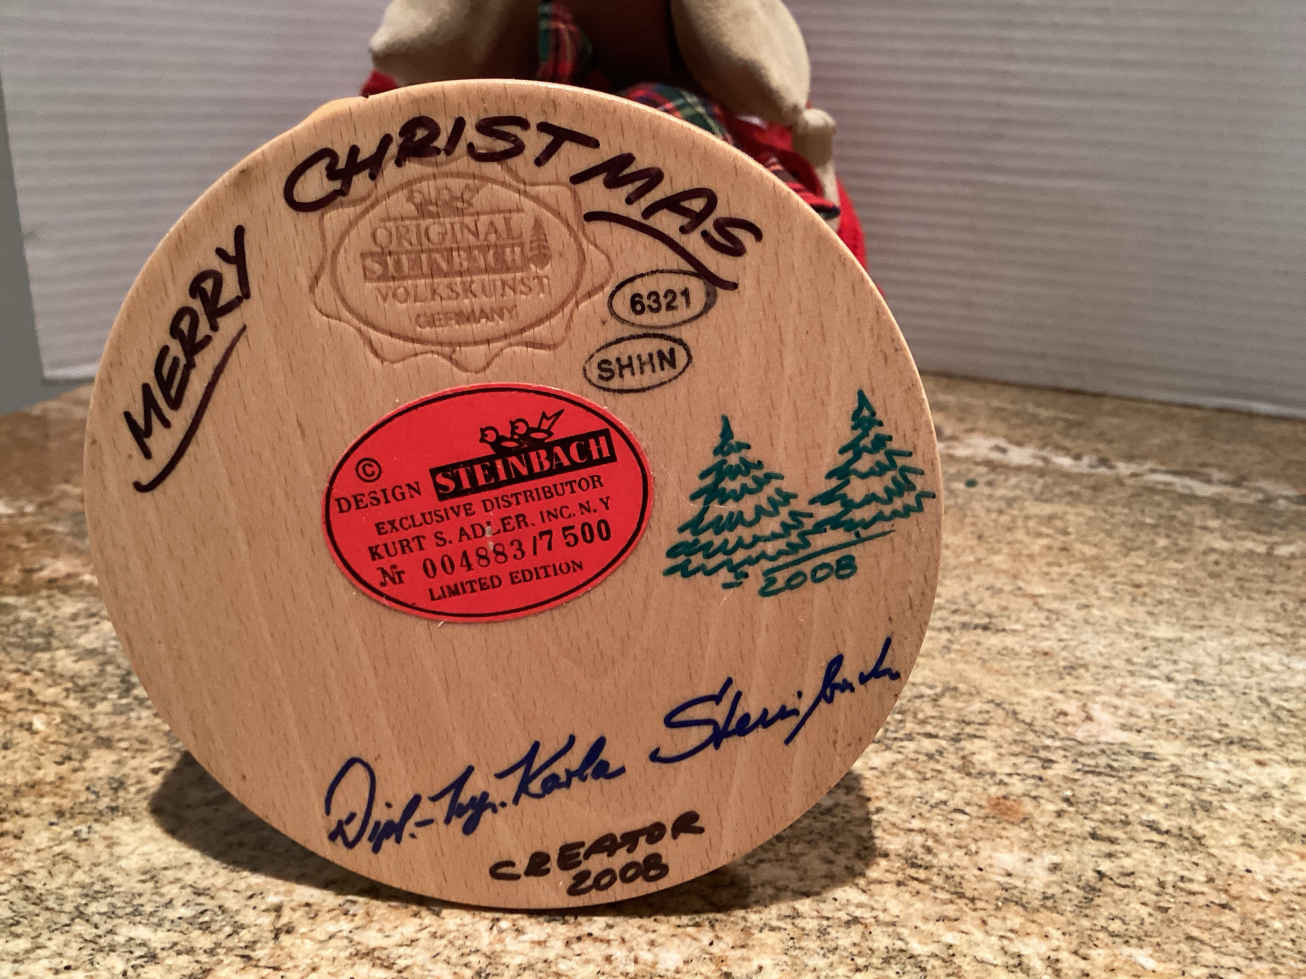 MERRY CHRISTMAS
ORIGINAL
STEINBACH
VOLKSKUNST
GERMANY
6321
SHHN
© DESIGN STEINBACH
EXCLUSIVE DISTRIBUTOR
KURT S. ADLER, INC. N.Y
Nr 004883/7500
LIMITED EDITION
2008
Dipl.-Ing. Karla Steinbach
CREATOR
2008